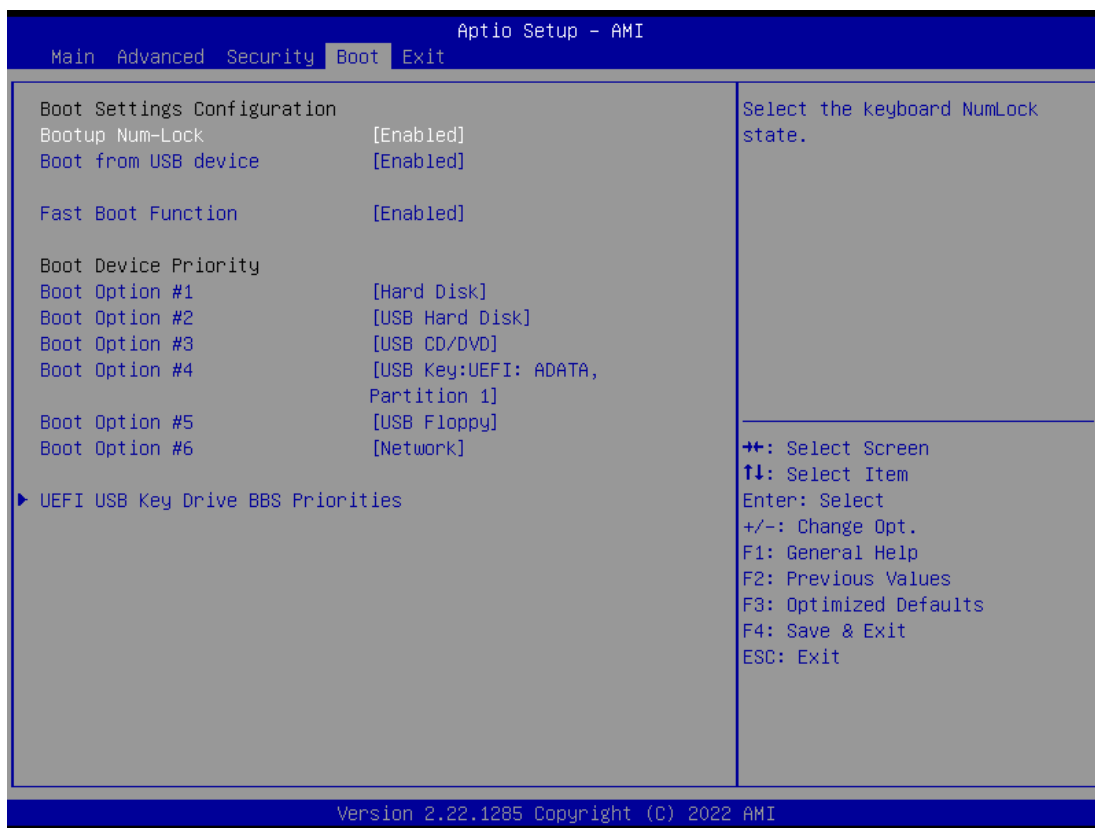 Aptio Setup – AMI
Main Advanced Security Boot Exit
Boot Settings Configuration
Bootup Num-Lock [Enabled]
Boot from USB device [Enabled]
Fast Boot Function [Enabled]
Boot Device Priority
Boot Option #1 [Hard Disk]
Boot Option #2 [USB Hard Disk]
Boot Option #3 [USB CD/DVD]
Boot Option #4 [USB Key:UEFI: ADATA,
Partition 1]
Boot Option #5 [USB Floppy]
Boot Option #6 [Network]
▶ UEFI USB Key Drive BBS Priorities
Select the keyboard NumLock
state.
→←: Select Screen
↑↓: Select Item
Enter: Select
+/-: Change Opt.
F1: General Help
F2: Previous Values
F3: Optimized Defaults
F4: Save & Exit
ESC: Exit
Version 2.22.1285 Copyright (C) 2022 AMI